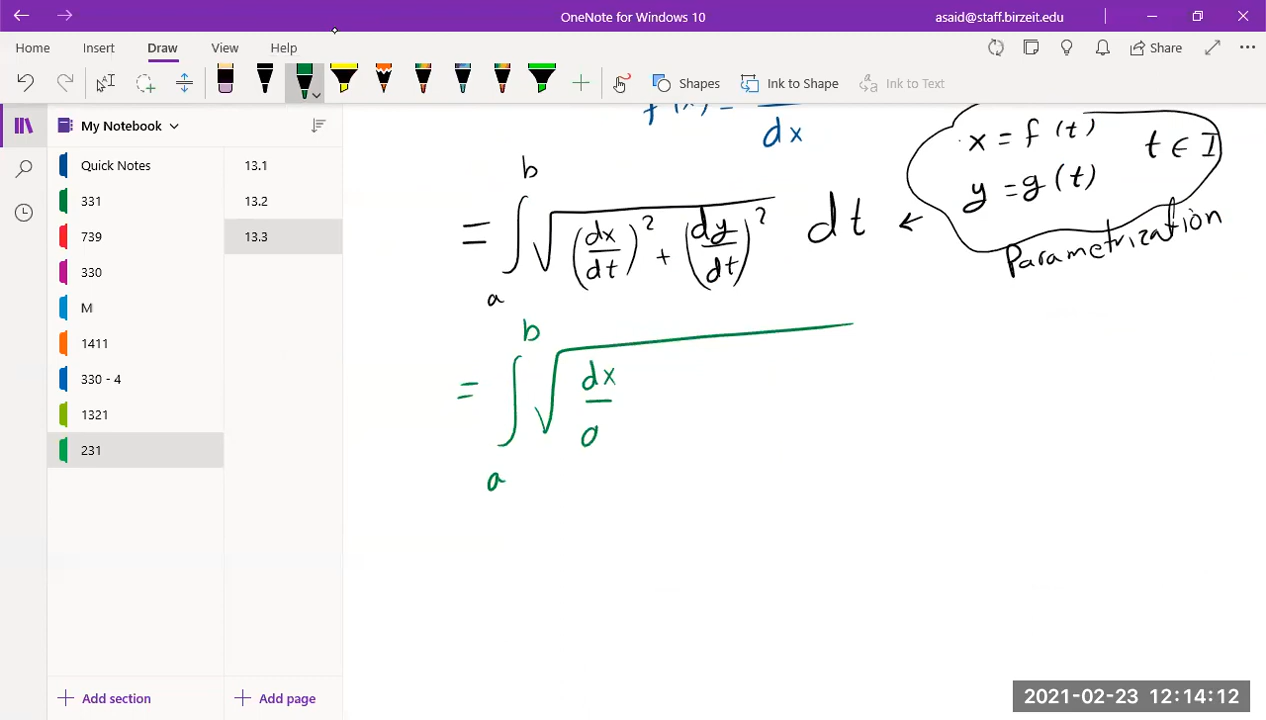 OneNote for Windows 10
asaid@staff.birzeit.edu
Home Insert Draw View Help
Share
Shapes
Ink to Shape
Ink to Text
My Notebook
Quick Notes
331
739
330
M
1411
330 - 4
1321
231
13.1
13.2
13.3
Add section
Add page
f'(x) = 
dx
x = f(t)
y = g(t)
t ∈ I
Parametrization
= ∫_a^b √((dx/dt)² + (dy/dt)²) dt ←
= ∫_a^b √(dx/
2021-02-23 12:14:12